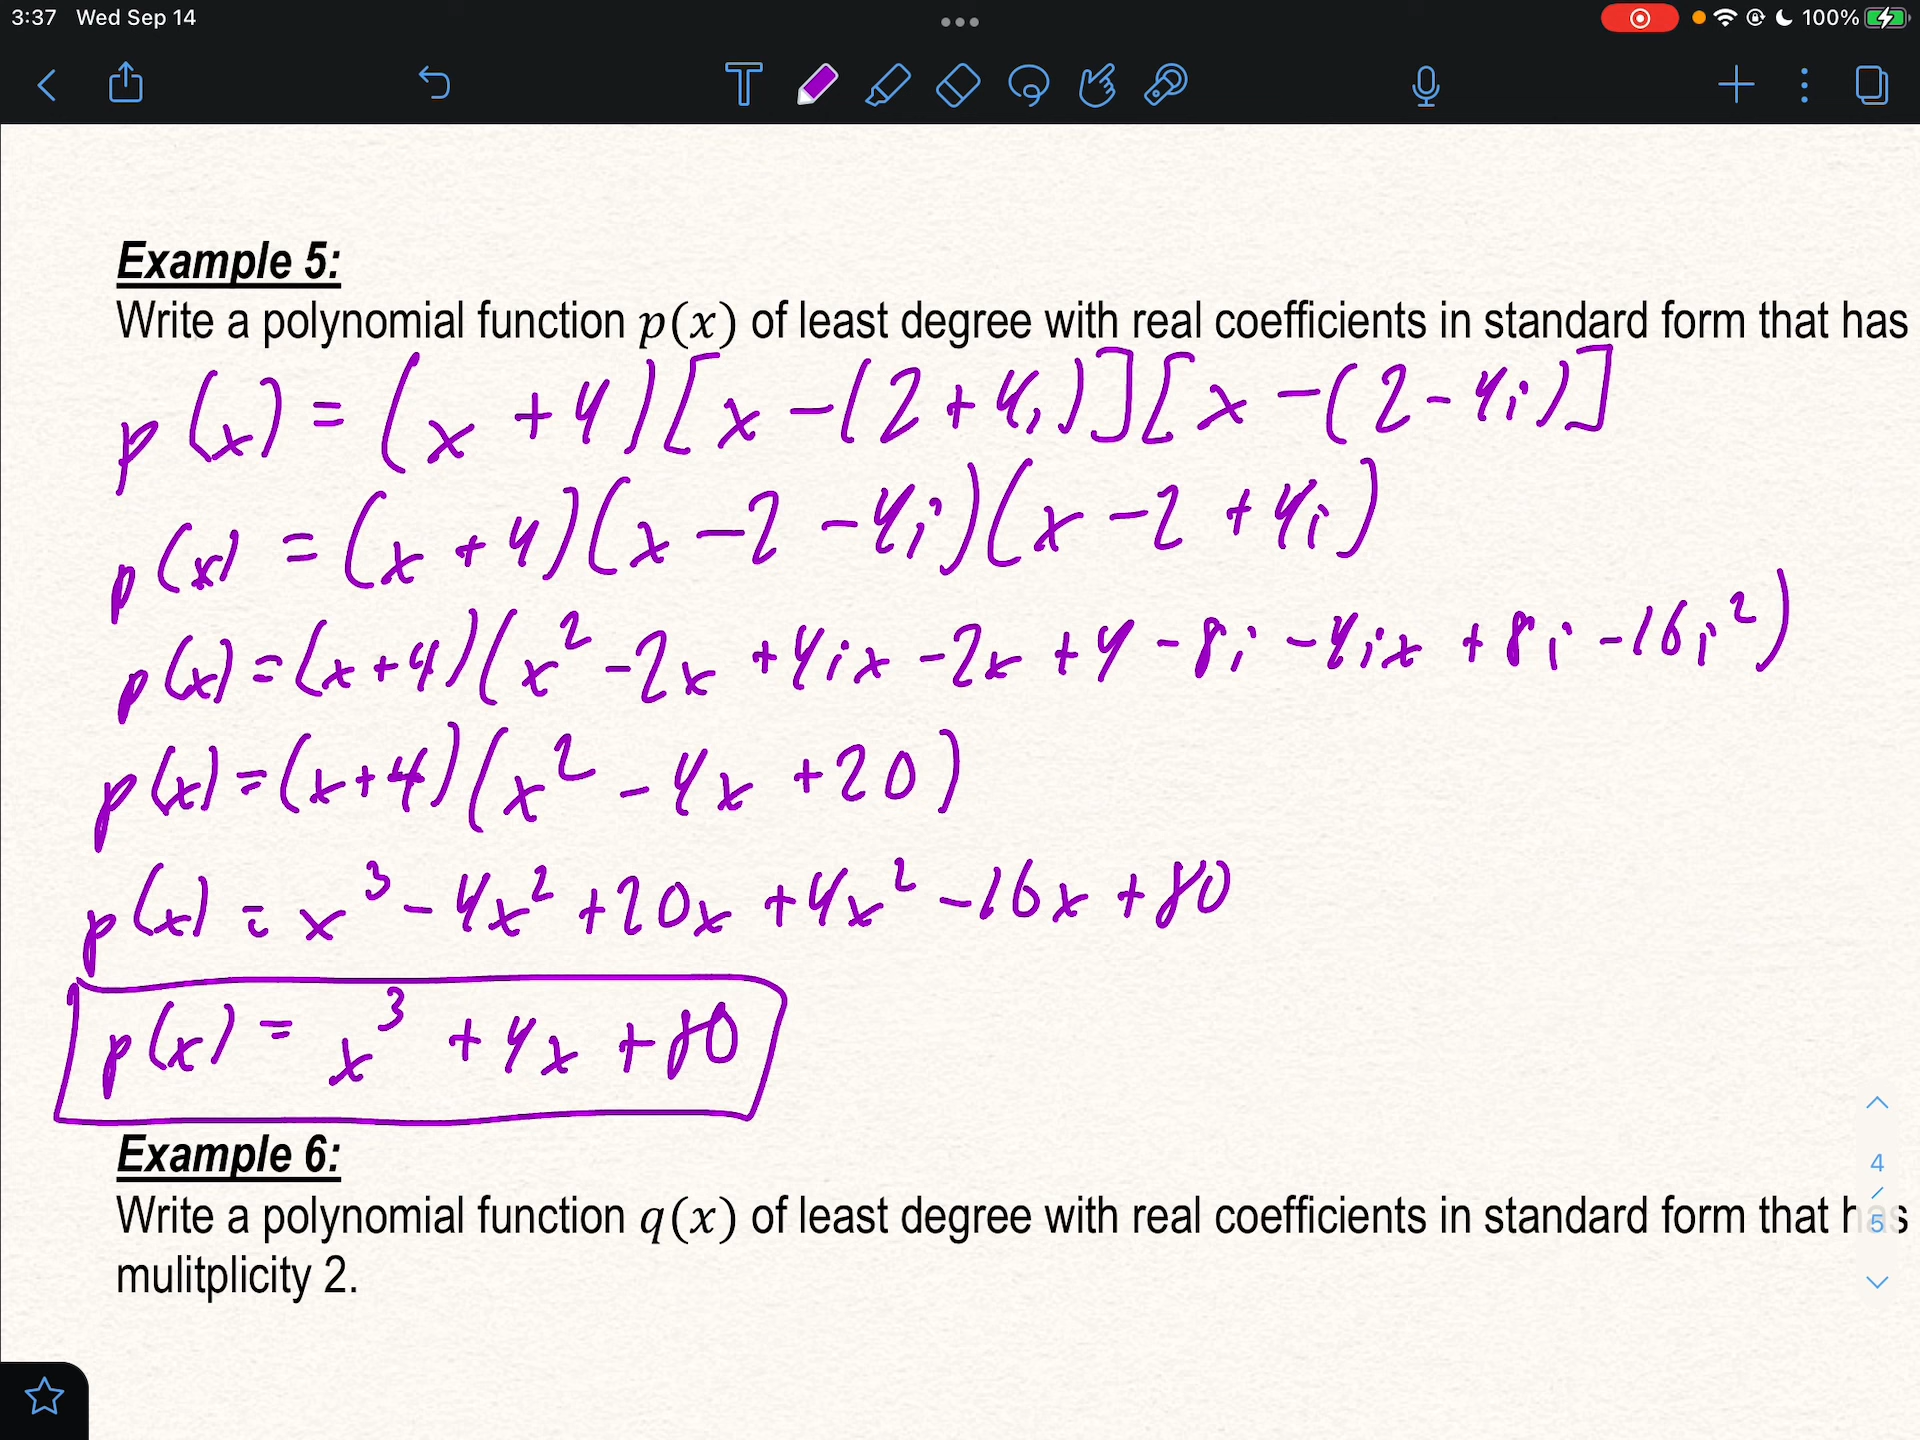 3:37 Wed Sep 14
100%
Example 5:
Write a polynomial function p(x) of least degree with real coefficients in standard form that has
p(x) = (x + 4)[x - (2 + 4i)][x - (2 - 4i)]
p(x) = (x + 4)(x - 2 - 4i)(x - 2 + 4i)
p(x) = (x + 4)(x² - 2x + 4ix - 2x + 4 - 8i - 4ix + 8i - 16i²)
p(x) = (x + 4)(x² - 4x + 20)
p(x) = x³ - 4x² + 20x + 4x² - 16x + 80
p(x) = x³ + 4x + 80
Example 6:
Write a polynomial function q(x) of least degree with real coefficients in standard form that has
mulitplicity 2.
4
/
5